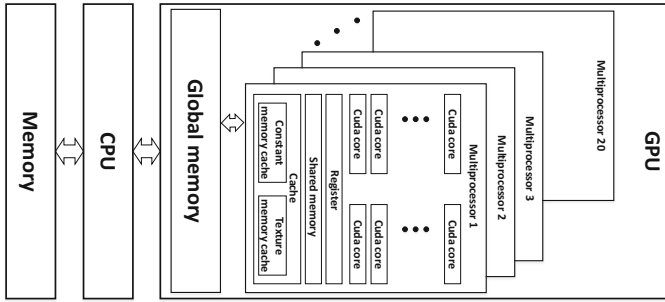 GPU
Multiprocessor 20
Multiprocessor 3
Multiprocessor 2
Multiprocessor 1
Cuda core
Cuda core
Cuda core
Cuda core
Cuda core
Cuda core
Register
Shared memory
Cache
Constant
memory cache
Texture
memory cache
Global memory
CPU
Memory